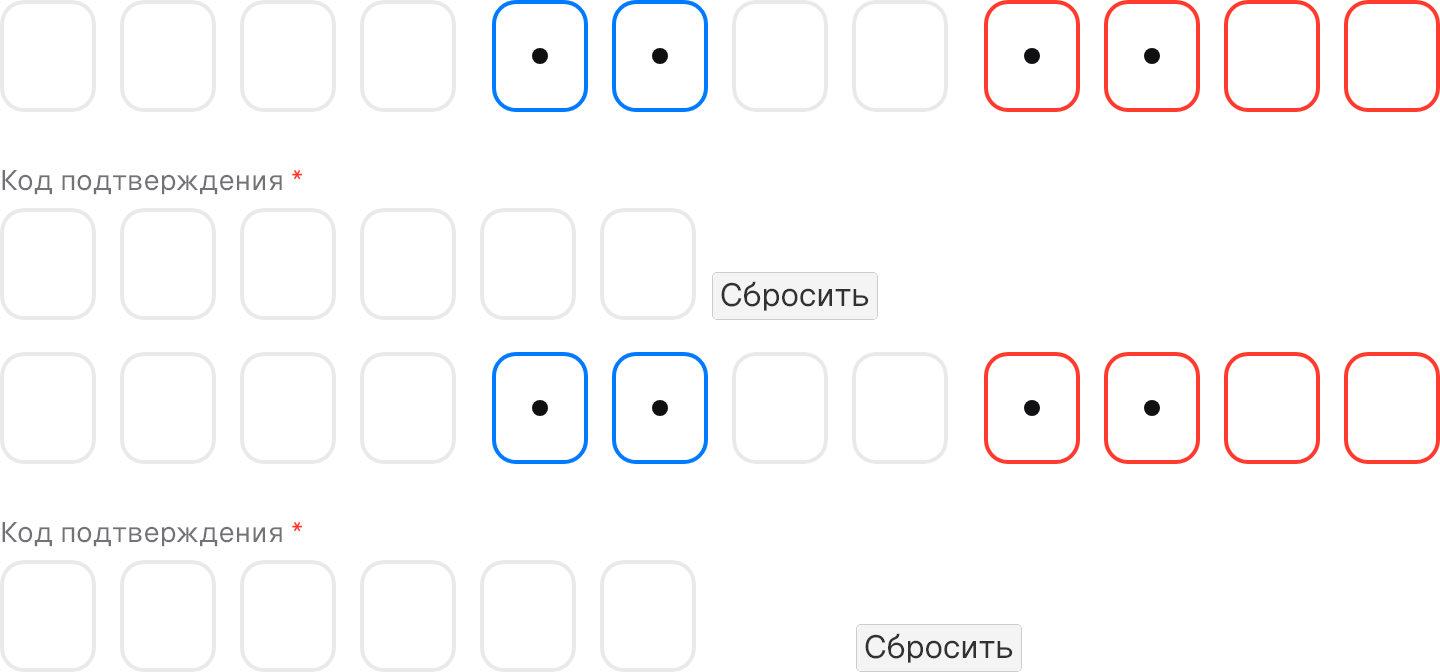 Код подтверждения *
Сбросить
Код подтверждения *
Сбросить